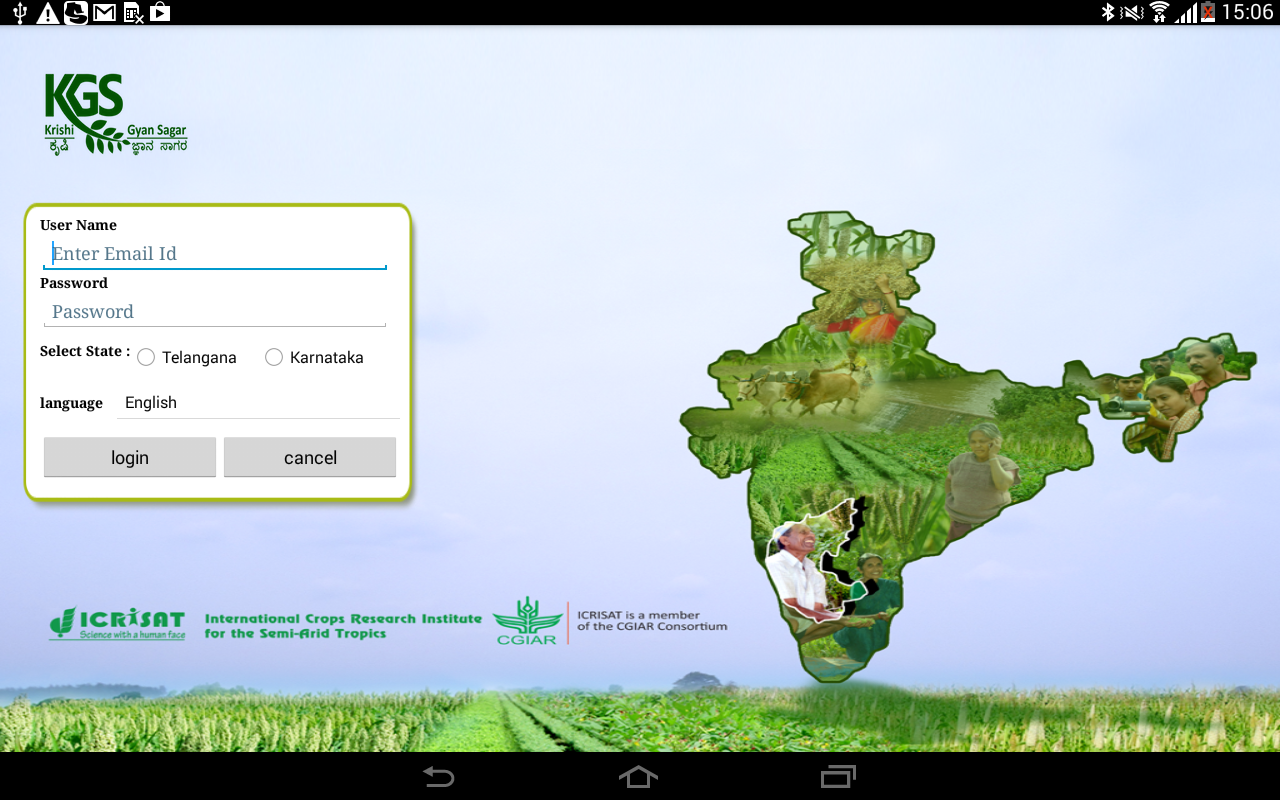 15:06
KGS
Krishi Gyan Sagar
ಕೃಷಿ ಜ್ಞಾನ ಸಾಗರ
User Name
Enter Email Id
Password
Password
Select State : Telangana Karnataka
language English
login cancel
ICRISAT
Science with a human face
International Crops Research Institute
for the Semi-Arid Tropics
CGIAR
ICRISAT is a member
of the CGIAR Consortium